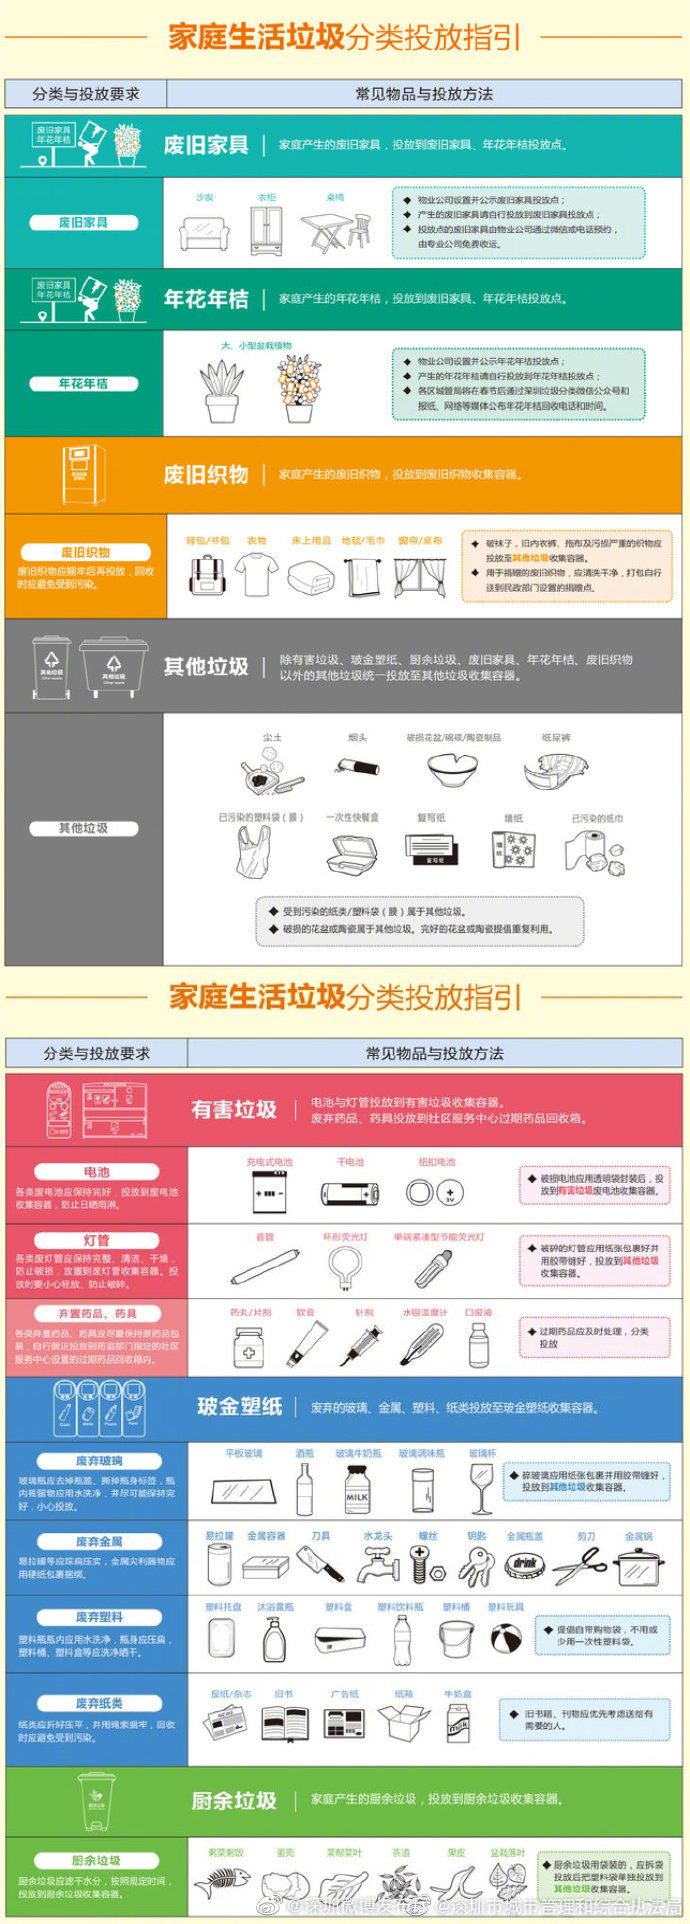 家庭生活垃圾分类投放指引
分类与投放要求
常见物品与投放方法
废旧家具
年花年桔
废旧家具
家庭产生的废旧家具，投放到废旧家具、年花年桔投放点。
废旧家具
沙发
衣柜
桌椅
◆ 物业公司设置并公示废旧家具投放点；
◆ 产生的废旧家具请自行投放到废旧家具投放点；
◆ 投放点的废旧家具由物业公司通过微信或电话预约，
由专业公司免费收运。
废旧家具
年花年桔
年花年桔
家庭产生的年花年桔，投放到废旧家具、年花年桔投放点。
年花年桔
大、小型盆栽植物
◆ 物业公司设置并公示年花年桔投放点；
◆ 产生的年花年桔请自行投放到年花年桔投放点；
◆ 各区城管局将在春节后通过深圳垃圾分类微信公众号和
报纸、网络等媒体公布年花年桔回收电话和时间。
废旧织物
家庭产生的废旧织物，投放到废旧织物收集容器。
废旧织物
废旧织物应捆牢后再投放，回收
时应避免受到污染。
背包/书包
衣物
床上用品
地毯/毛巾
窗帘/桌布
◆ 破袜子，旧内衣裤、拖布及污损严重的织物应
投放至其他垃圾收集容器。
◆ 用于捐赠的废旧织物，应清洗干净，打包自行
送到民政部门设置的捐赠点。
其他垃圾
Other waste
其他垃圾
Other waste
其他垃圾
除有害垃圾、玻金塑纸、厨余垃圾、废旧家具、年花年桔、废旧织物
以外的其他垃圾统一投放至其他垃圾收集容器。
其他垃圾
尘土
烟头
破损花盆/碗碟/陶瓷制品
纸尿裤
已污染的塑料袋（膜）
一次性快餐盒
复写纸
墙纸
已污染的纸巾
复写纸
墙纸
◆ 受到污染的纸类/塑料袋（膜）属于其他垃圾。
◆ 破损的花盆或陶瓷属于其他垃圾。完好的花盆或陶瓷提倡重复利用。
家庭生活垃圾分类投放指引
分类与投放要求
常见物品与投放方法
有害垃圾
电池与灯管投放到有害垃圾收集容器。
废弃药品、药具投放到社区服务中心过期药品回收箱。
电池
各类废电池应保持完好，投放到废电池
收集容器，防止日晒雨淋。
充电式电池
干电池
纽扣电池
3V
◆ 破损电池应用透明袋封装后，投
放到有害垃圾废电池收集容器。
灯管
各类废灯管应保持完整、清洁、干燥，
防止破损，放置到废灯管收集容器。投
放时要小心轻放、防止破碎。
直管
环形荧光灯
单端紧凑型节能荧光灯
◆ 破碎的灯管应用纸张包裹好并
用胶带缠好，投放到其他垃圾
收集容器。
弃置药品、药具
各类弃置药品、药具应尽量保持原药品包
装，自行就近投放到药监部门指定的社区
服务中心设置的过期药品回收箱内。
药丸/片剂
软膏
针剂
水银温度计
口服液
◆ 过期药品应及时处理，分类
投放
玻金塑纸
废弃的玻璃、金属、塑料、纸类投放至玻金塑纸收集容器。
废弃玻璃
玻璃瓶应去掉瓶盖、撕掉瓶身标签，瓶
内残留物应用水洗净，并尽可能保持完
好，小心投放。
平板玻璃
酒瓶
玻璃牛奶瓶
玻璃调味瓶
玻璃杯
MILK
◆ 碎玻璃应用纸张包裹并用胶带缠好，
投放到其他垃圾收集容器。
废弃金属
易拉罐等应踩扁压实，金属尖利器物应
用硬纸包裹捆绑。
易拉罐
金属容器
刀具
水龙头
螺丝
钥匙
金属瓶盖
剪刀
金属锅
drink
废弃塑料
塑料瓶瓶内应用水洗净，瓶身应压扁，
塑料桶、塑料盒等应洗净晒干。
塑料托盘
沐浴露瓶
塑料盒
塑料饮料瓶
塑料桶
塑料玩具
◆ 提倡自带购物袋，不用或
少用一次性塑料袋。
废弃纸类
纸类应折好压平，并用绳索捆牢，回收
时应避免受到污染。
报纸/杂志
旧书
广告纸
纸箱
牛奶盒
milk
◆ 旧书籍、刊物应优先考虑送给有
需要的人。
厨余垃圾
家庭产生的厨余垃圾，投放到厨余垃圾收集容器。
厨余垃圾
厨余垃圾应滤干水分，按照规定时间，
投放到厨余垃圾收集容器。
剩菜剩饭
蛋壳
菜梗菜叶
茶渣
果皮
盆栽落叶
◆ 厨余垃圾用袋装的，应拆袋
投放后把塑料袋单独投放到
其他垃圾收集容器。
@深圳微博发布厅
@深圳市城市管理和综合执法局